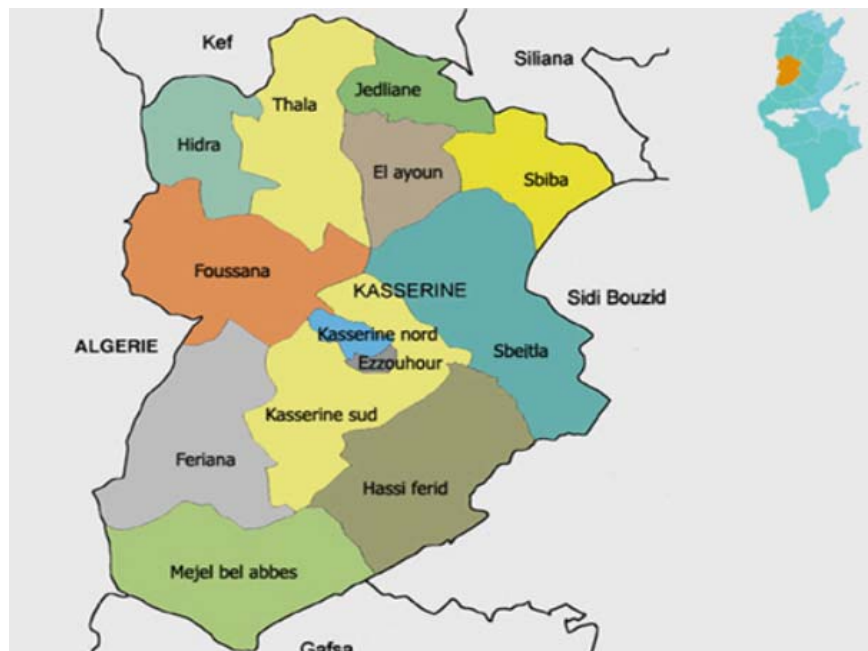 Kef
Siliana
Jedliane
Thala
Hidra
El ayoun
Sbiba
Foussana
KASSERINE
Sidi Bouzid
Kasserine nord
ALGERIE
Sbeitla
Ezzouhour
Kasserine sud
Feriana
Hassi ferid
Mejel bel abbes
Gafsa